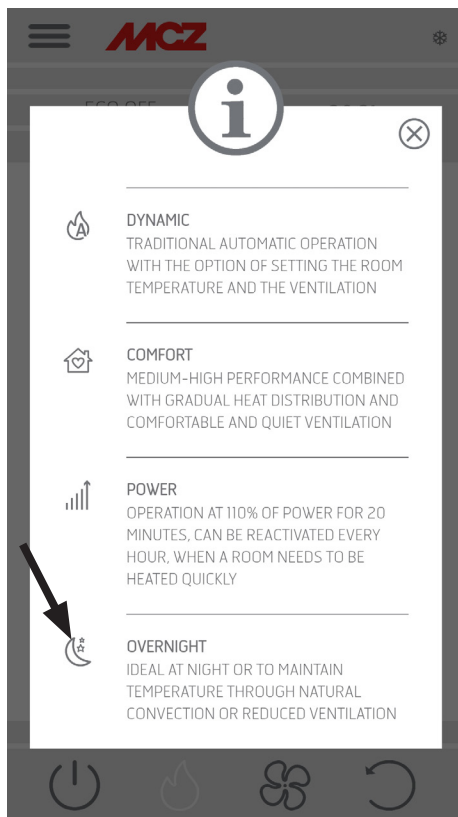 MCZ
ECO OFF
i
DYNAMIC
TRADITIONAL AUTOMATIC OPERATION
WITH THE OPTION OF SETTING THE ROOM
TEMPERATURE AND THE VENTILATION
COMFORT
MEDIUM-HIGH PERFORMANCE COMBINED
WITH GRADUAL HEAT DISTRIBUTION AND
COMFORTABLE AND QUIET VENTILATION
POWER
OPERATION AT 110% OF POWER FOR 20
MINUTES, CAN BE REACTIVATED EVERY
HOUR, WHEN A ROOM NEEDS TO BE
HEATED QUICKLY
OVERNIGHT
IDEAL AT NIGHT OR TO MAINTAIN
TEMPERATURE THROUGH NATURAL
CONVECTION OR REDUCED VENTILATION